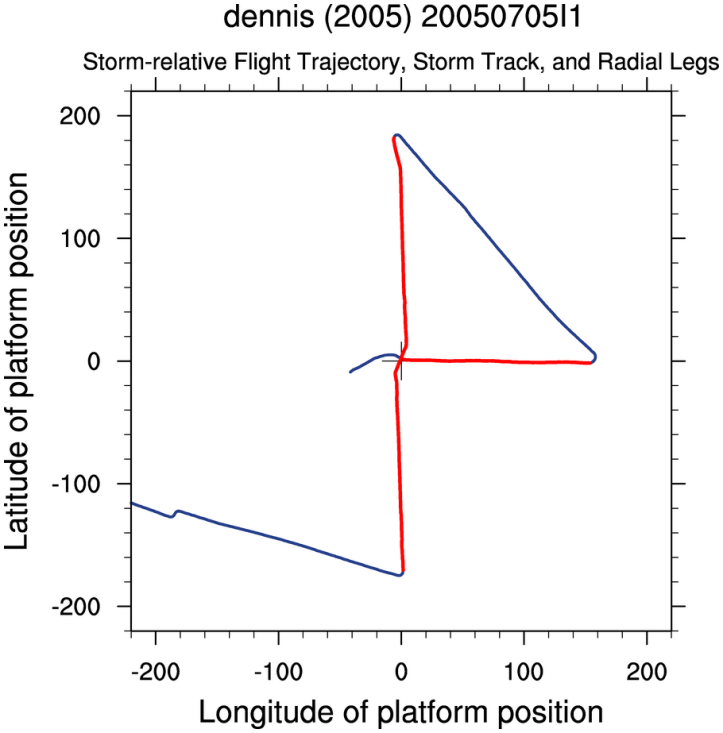 dennis (2005) 20050705I1
Storm-relative Flight Trajectory, Storm Track, and Radial Legs
Latitude of platform position
200
100
0
-100
-200
-200 -100 0 100 200
Longitude of platform position